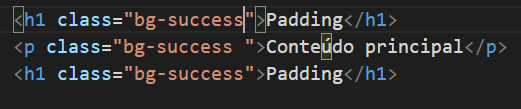 <h1 class="bg-success">Padding</h1>
<p class="bg-success ">Conteúdo principal</p>
<h1 class="bg-success">Padding</h1>